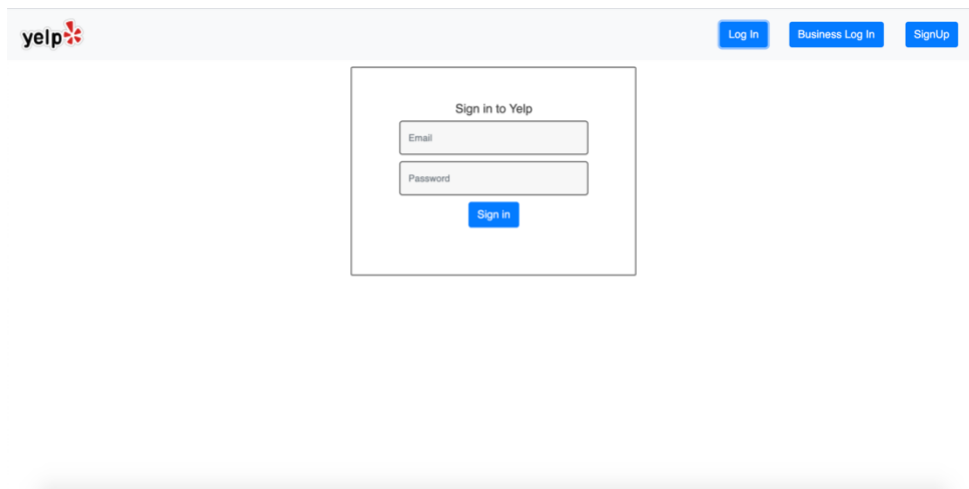 yelp
Log In
Business Log In
SignUp
Sign in to Yelp
Email
Password
Sign in